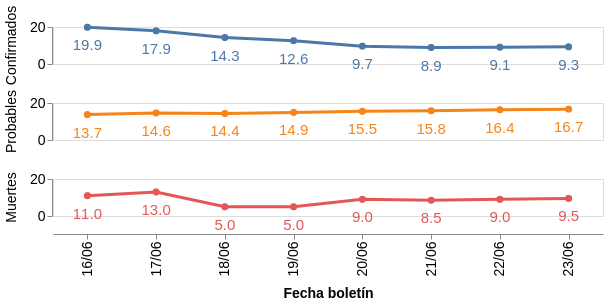 Confirmados
20
0
19.9 17.9 14.3 12.6 9.7 8.9 9.1 9.3
Probables
20
0
13.7 14.6 14.4 14.9 15.5 15.8 16.4 16.7
Muertes
20
0
11.0 13.0 5.0 5.0 9.0 8.5 9.0 9.5
16/06 17/06 18/06 19/06 20/06 21/06 22/06 23/06
Fecha boletín